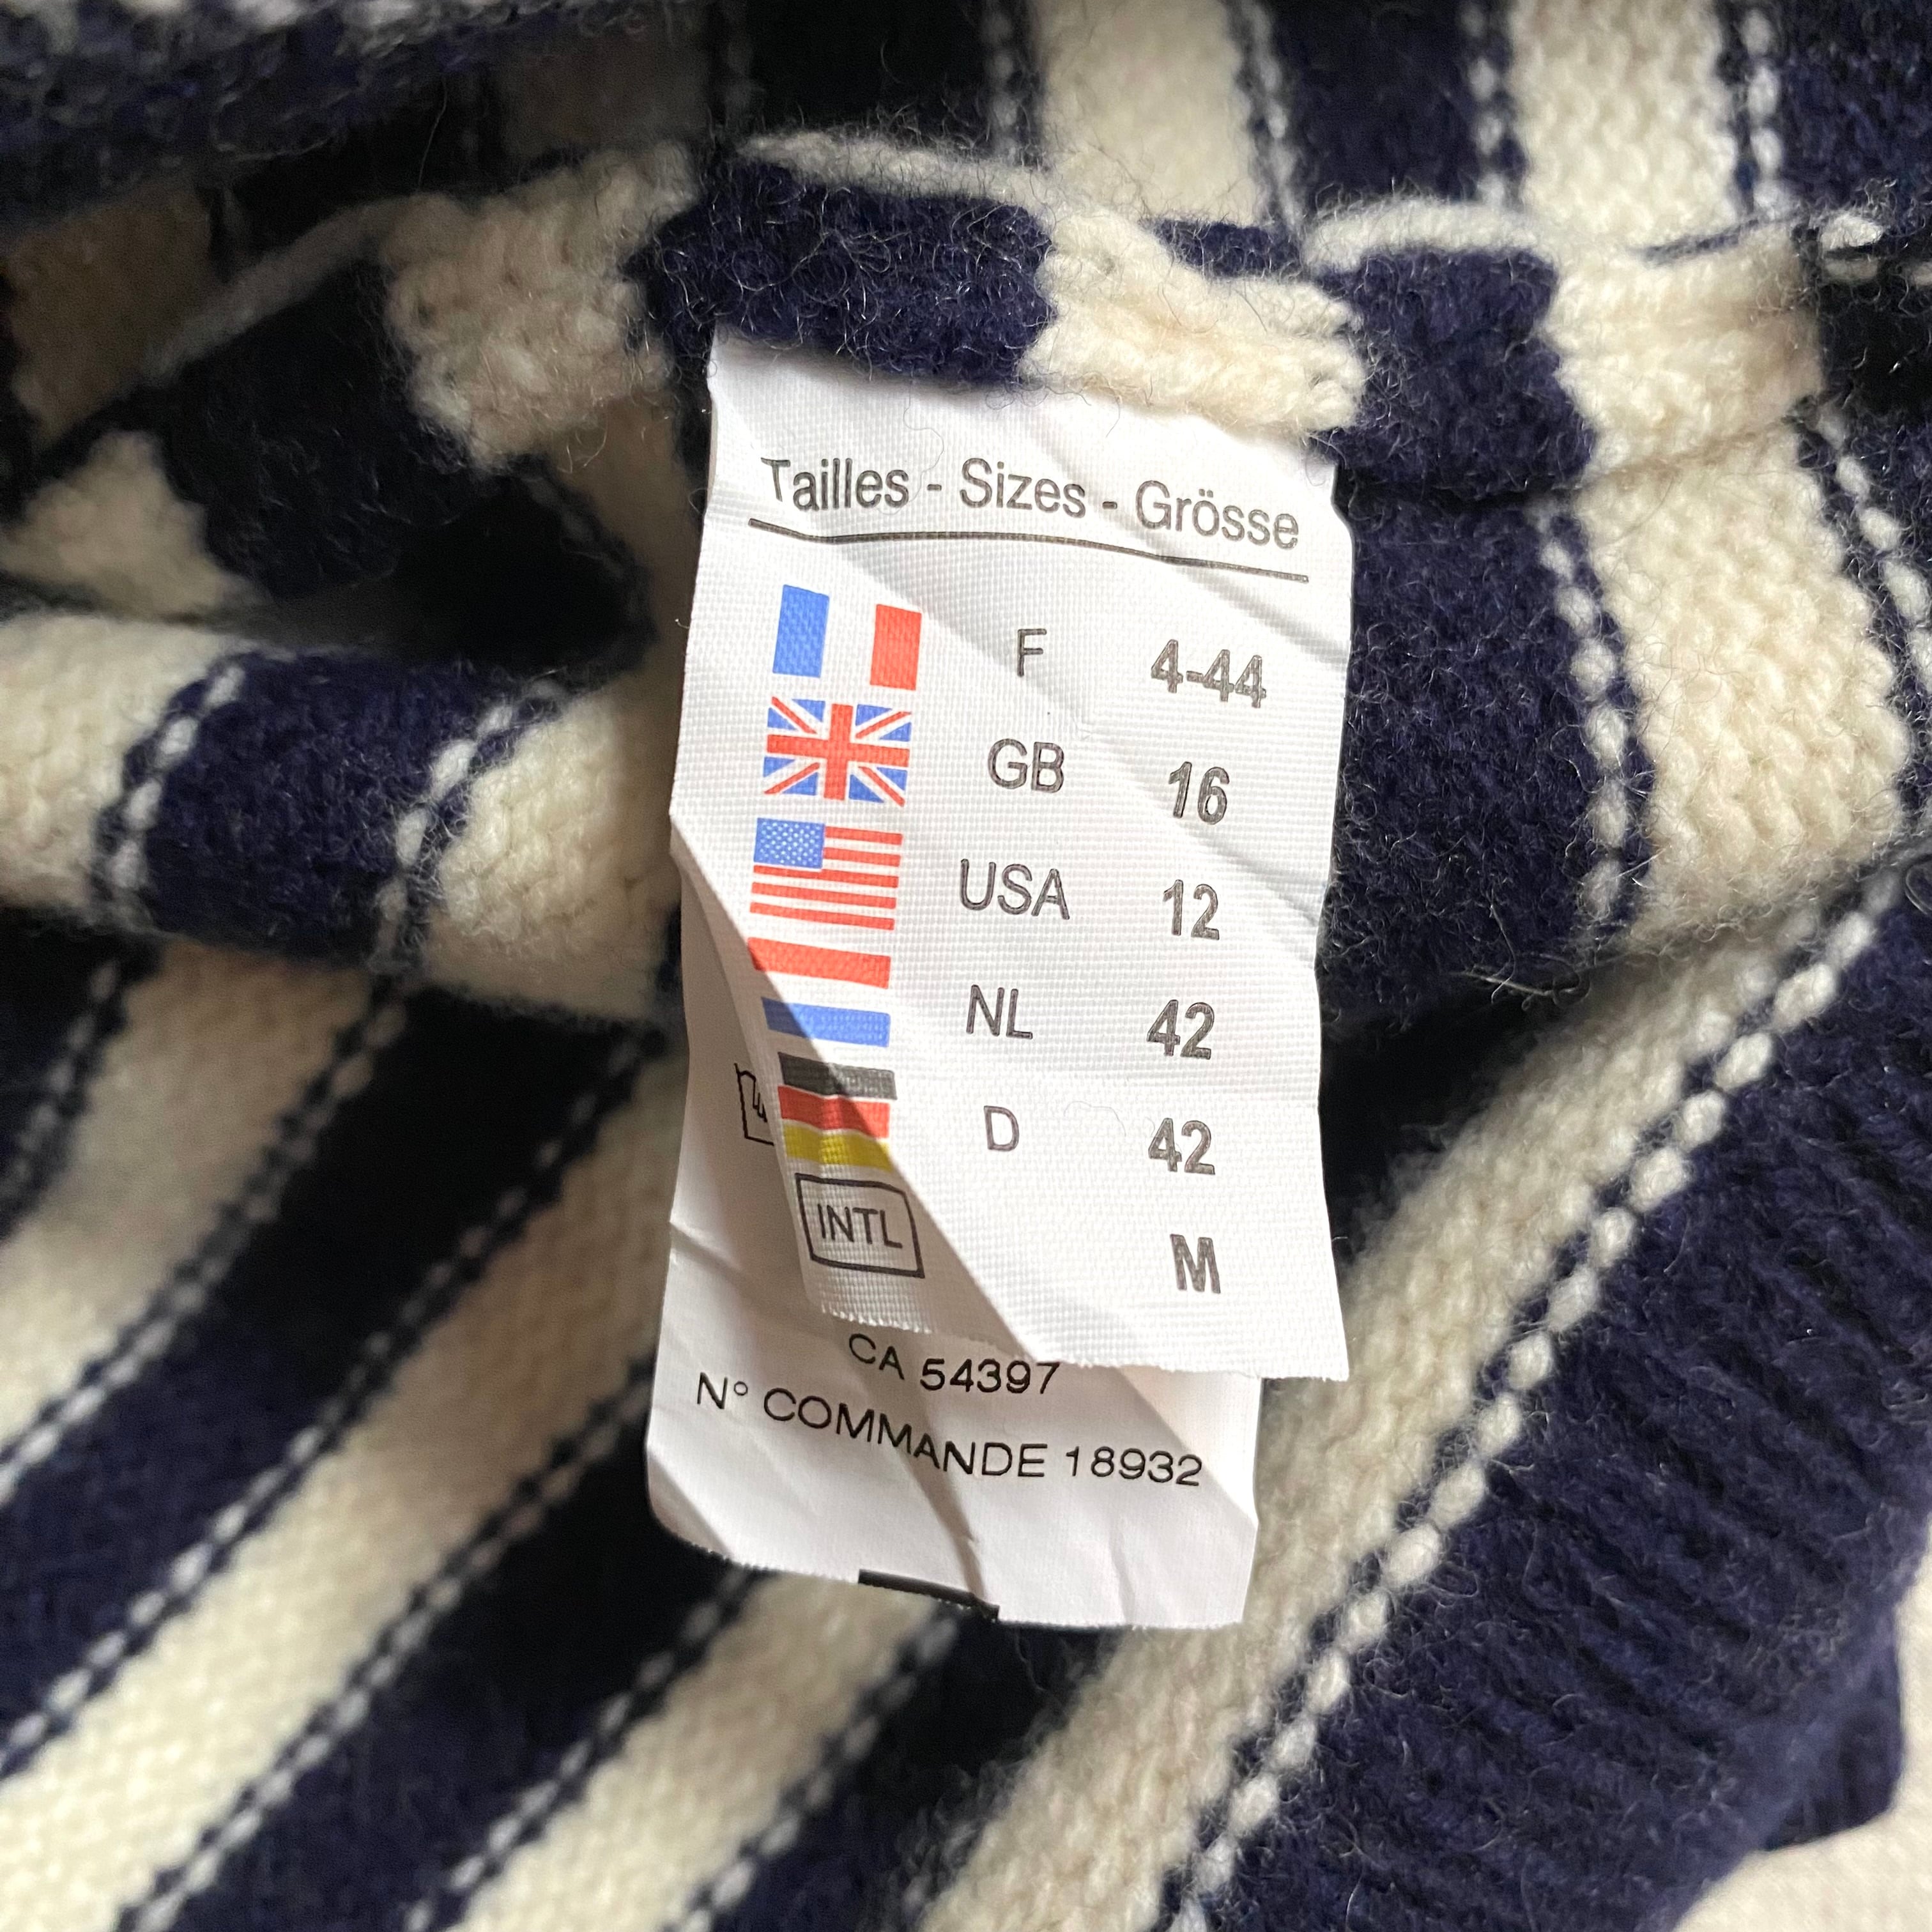 Tailles - Sizes - Grösse
F 4-44
GB 16
USA 12
NL 42
D 42
INTL M
CA 54397
N° COMMANDE 18932